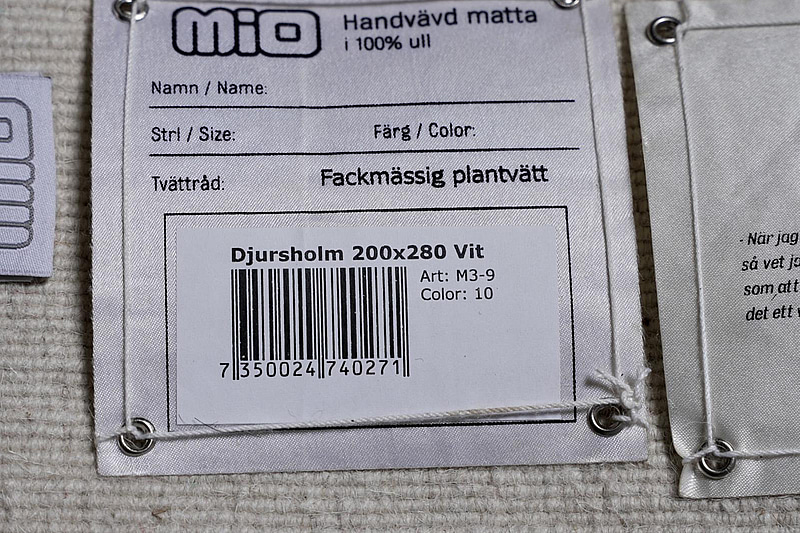 mio
Handvävd matta
i 100% ull
Namn / Name:
Strl / Size: Färg / Color:
Tvättråd: Fackmässig plantvätt
Djursholm 200x280 Vit
Art: M3-9
Color: 10
7 350024 740271
- När jag
så vet
som att
det ett